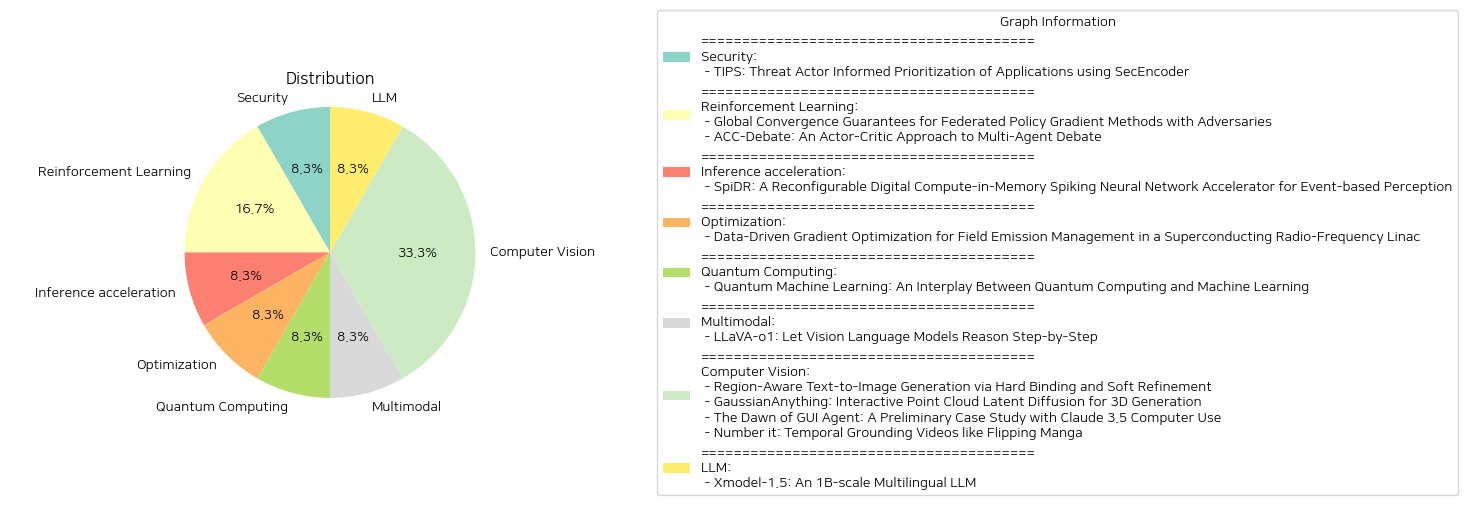 Distribution
Security
LLM
8.3%
8.3%
Reinforcement Learning
16.7%
Computer Vision
33.3%
8.3%
Inference acceleration
8.3%
8.3%
8.3%
Optimization
Quantum Computing
Multimodal
Graph Information
========================================
Security:
- TIPS: Threat Actor Informed Prioritization of Applications using SecEncoder
========================================
Reinforcement Learning:
- Global Convergence Guarantees for Federated Policy Gradient Methods with Adversaries
- ACC-Debate: An Actor-Critic Approach to Multi-Agent Debate
========================================
Inference acceleration:
- SpiDR: A Reconfigurable Digital Compute-in-Memory Spiking Neural Network Accelerator for Event-based Perception
========================================
Optimization:
- Data-Driven Gradient Optimization for Field Emission Management in a Superconducting Radio-Frequency Linac
========================================
Quantum Computing:
- Quantum Machine Learning: An Interplay Between Quantum Computing and Machine Learning
========================================
Multimodal:
- LLaVA-o1: Let Vision Language Models Reason Step-by-Step
========================================
Computer Vision:
- Region-Aware Text-to-Image Generation via Hard Binding and Soft Refinement
- GaussianAnything: Interactive Point Cloud Latent Diffusion for 3D Generation
- The Dawn of GUI Agent: A Preliminary Case Study with Claude 3.5 Computer Use
- Number it: Temporal Grounding Videos like Flipping Manga
========================================
LLM:
- Xmodel-1.5: An 1B-scale Multilingual LLM